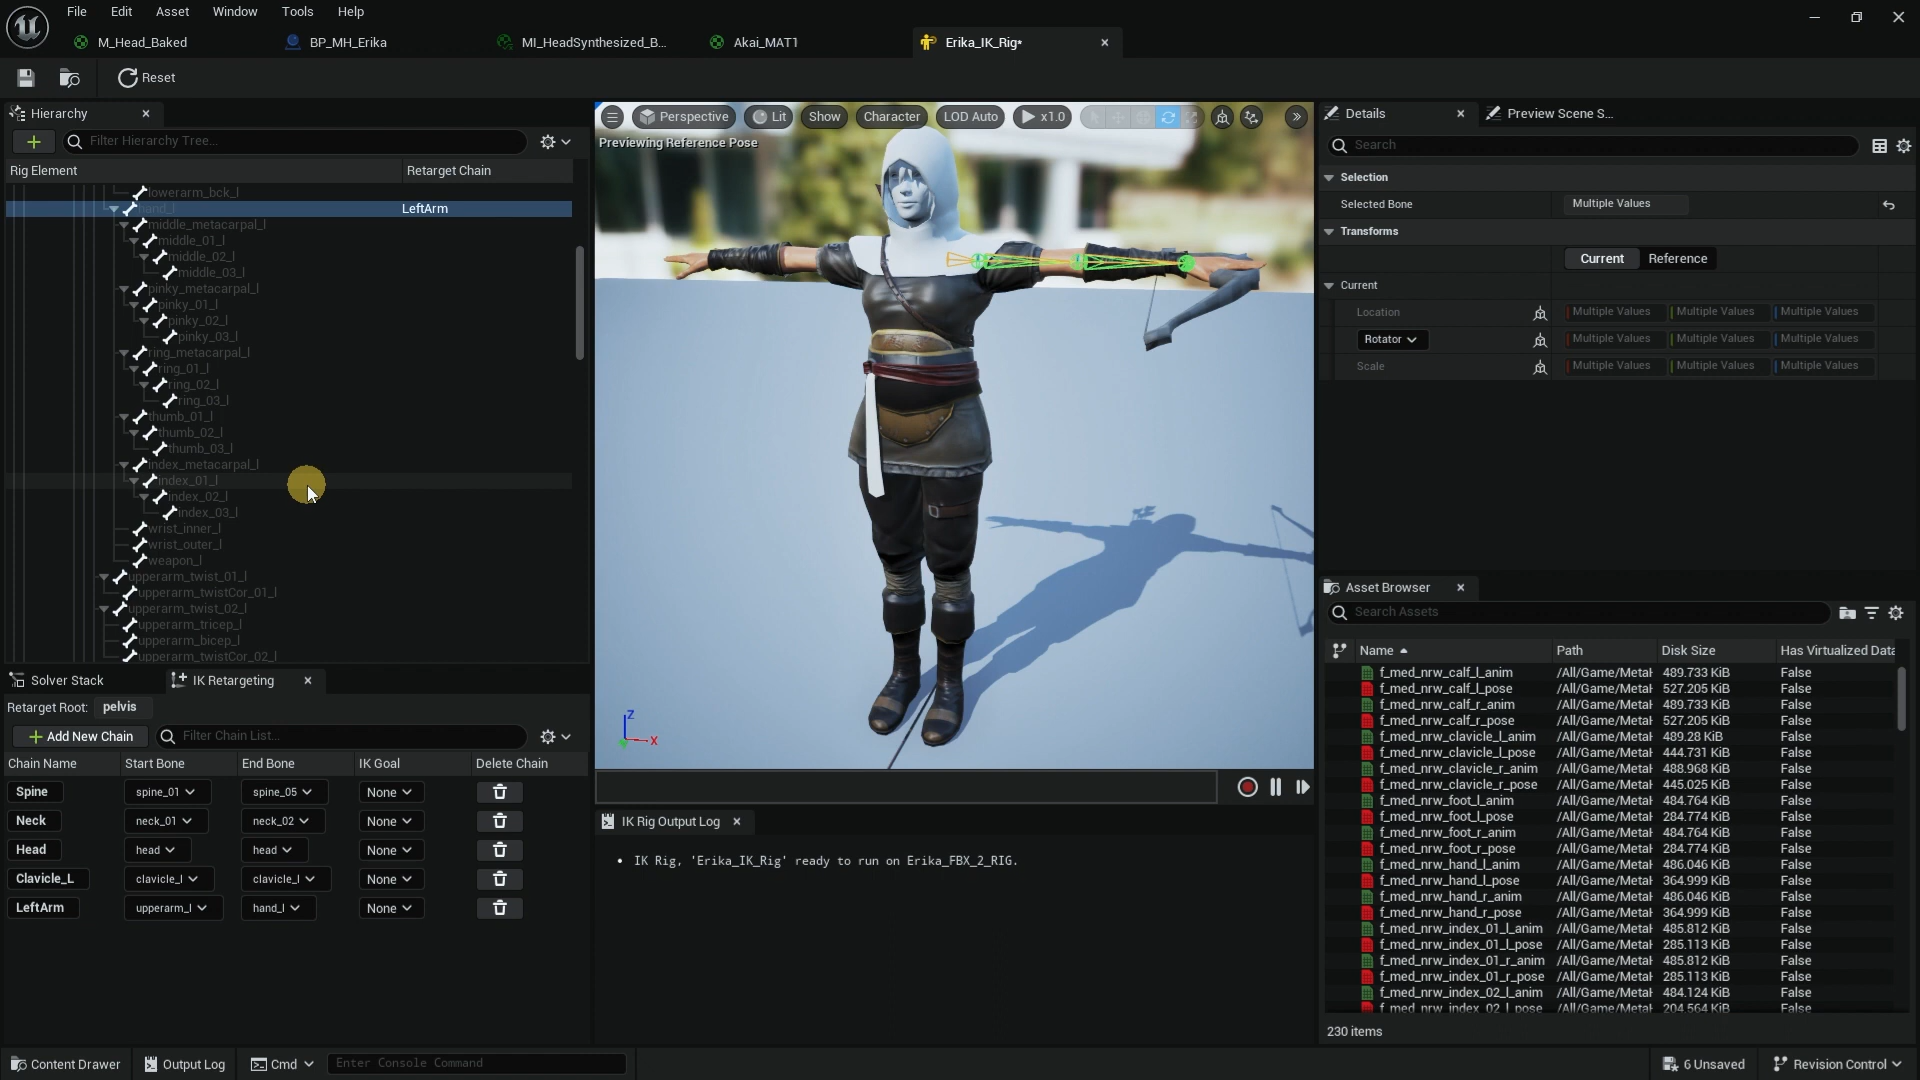 File Edit Asset Window Tools Help
M_Head_Baked BP_MH_Erika MI_HeadSynthesized_B... Akai_MAT1 Erika_IK_Rig*
Reset
Hierarchy
Filter Hierarchy Tree...
Rig Element Retarget Chain
lowerarm_bck_l
hand_l LeftArm
middle_metacarpal_l
middle_01_l
middle_02_l
middle_03_l
pinky_metacarpal_l
pinky_01_l
pinky_02_l
pinky_03_l
ring_metacarpal_l
ring_01_l
ring_02_l
ring_03_l
thumb_01_l
thumb_02_l
thumb_03_l
index_metacarpal_l
index_01_l
index_02_l
index_03_l
wrist_inner_l
wrist_outer_l
weapon_l
upperarm_twist_01_l
upperarm_twistCor_01_l
upperarm_twist_02_l
upperarm_tricep_l
upperarm_bicep_l
upperarm_twistCor_02_l
Solver Stack IK Retargeting
Retarget Root: pelvis
Add New Chain Filter Chain List...
Chain Name Start Bone End Bone IK Goal Delete Chain
Spine spine_01 spine_05 None
Neck neck_01 neck_02 None
Head head head None
Clavicle_L clavicle_l clavicle_l None
LeftArm upperarm_l hand_l None
Perspective Lit Show Character LOD Auto x1.0
Previewing Reference Pose
Z
X
IK Rig Output Log
• IK Rig, 'Erika_IK_Rig' ready to run on Erika_FBX_2_RIG.
Details Preview Scene S...
Search
Selection
Selected Bone Multiple Values
Transforms
Current Reference
Current
Location Multiple Values Multiple Values Multiple Values
Rotator Multiple Values Multiple Values Multiple Values
Scale Multiple Values Multiple Values Multiple Values
Asset Browser
Search Assets
Name Path Disk Size Has Virtualized Data
f_med_nrw_calf_l_anim /All/Game/MetaH 489.733 KiB False
f_med_nrw_calf_l_pose /All/Game/MetaH 527.205 KiB False
f_med_nrw_calf_r_anim /All/Game/MetaH 489.733 KiB False
f_med_nrw_calf_r_pose /All/Game/MetaH 527.205 KiB False
f_med_nrw_clavicle_l_anim /All/Game/MetaH 489.28 KiB False
f_med_nrw_clavicle_l_pose /All/Game/MetaH 444.731 KiB False
f_med_nrw_clavicle_r_anim /All/Game/MetaH 488.968 KiB False
f_med_nrw_clavicle_r_pose /All/Game/MetaH 445.025 KiB False
f_med_nrw_foot_l_anim /All/Game/MetaH 484.764 KiB False
f_med_nrw_foot_l_pose /All/Game/MetaH 284.774 KiB False
f_med_nrw_foot_r_anim /All/Game/MetaH 484.764 KiB False
f_med_nrw_foot_r_pose /All/Game/MetaH 284.774 KiB False
f_med_nrw_hand_l_anim /All/Game/MetaH 486.046 KiB False
f_med_nrw_hand_l_pose /All/Game/MetaH 364.999 KiB False
f_med_nrw_hand_r_anim /All/Game/MetaH 486.046 KiB False
f_med_nrw_hand_r_pose /All/Game/MetaH 364.999 KiB False
f_med_nrw_index_01_l_anim /All/Game/MetaH 485.812 KiB False
f_med_nrw_index_01_l_pose /All/Game/MetaH 285.113 KiB False
f_med_nrw_index_01_r_anim /All/Game/MetaH 485.812 KiB False
f_med_nrw_index_01_r_pose /All/Game/MetaH 285.113 KiB False
f_med_nrw_index_02_l_anim /All/Game/MetaH 484.124 KiB False
f_med_nrw_index_02_l_pose /All/Game/MetaH 204.564 KiB False
230 items
Content Drawer Output Log Cmd Enter Console Command 6 Unsaved Revision Control